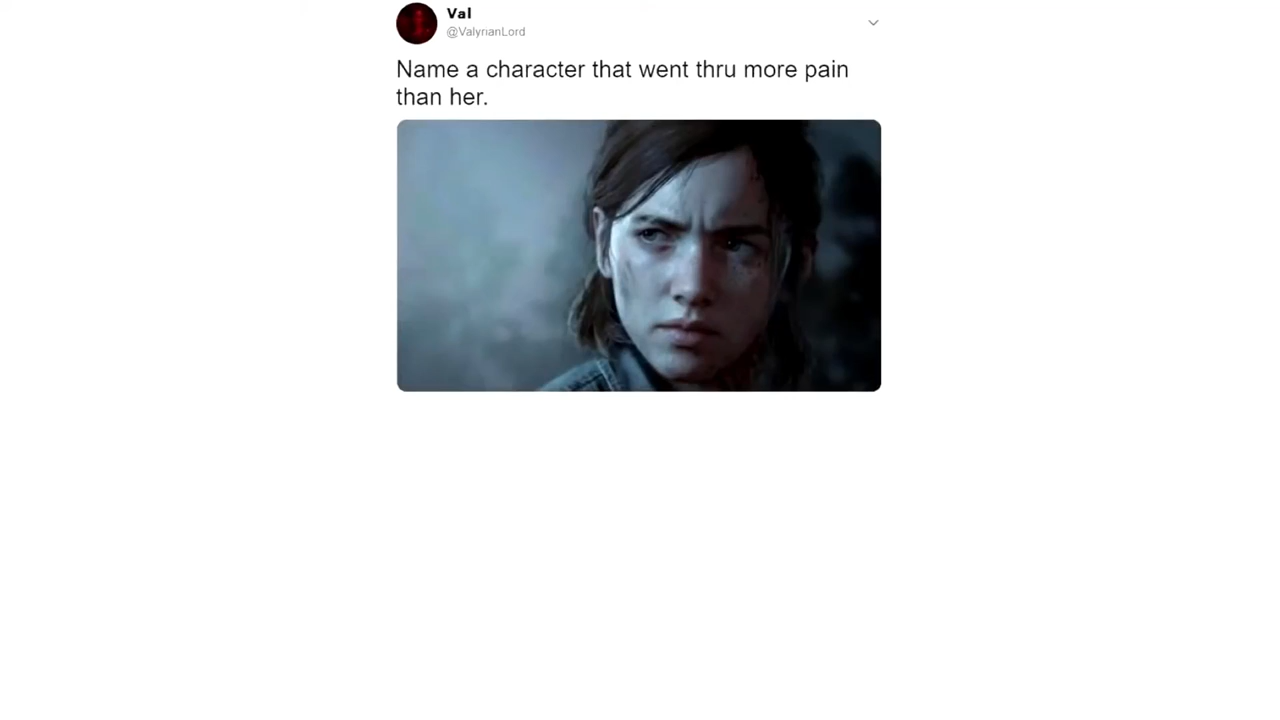 Val
@ValyrianLord
Name a character that went thru more pain
than her.